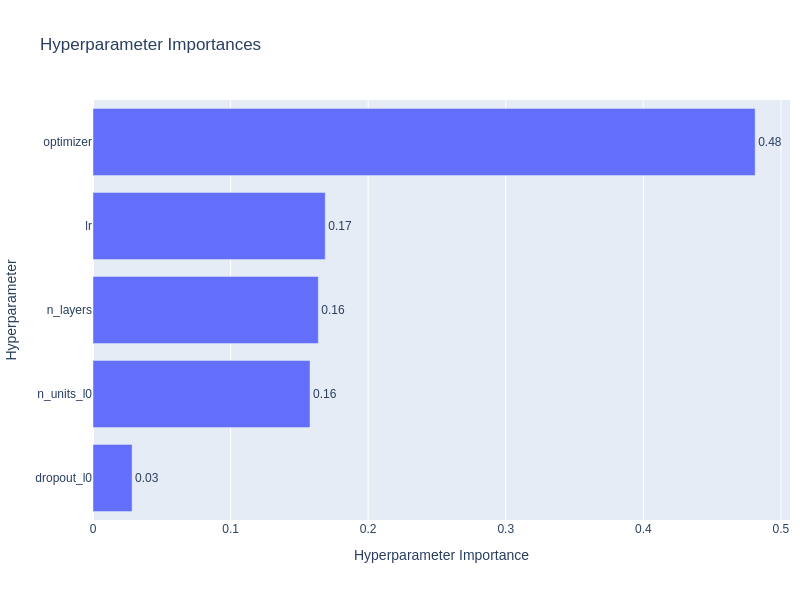 Hyperparameter Importances
Hyperparameter
optimizer 0.48
lr 0.17
n_layers 0.16
n_units_l0 0.16
dropout_l0 0.03
0 0.1 0.2 0.3 0.4 0.5
Hyperparameter Importance